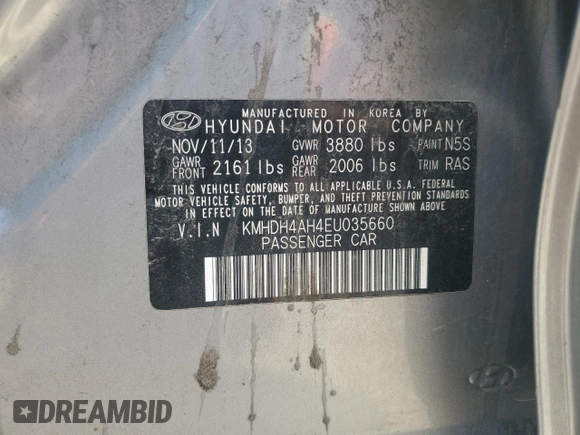 MANUFACTURED IN KOREA BY
HYUNDAI MOTOR COMPANY
NOV/11/13 GVWR 3880 lbs PAINT N5S
GAWR FRONT 2161 lbs GAWR REAR 2006 lbs TRIM RAS
THIS VEHICLE CONFORMS TO ALL APPLICABLE U.S.A. FEDERAL
MOTOR VEHICLE SAFETY, BUMPER, AND THEFT PREVENTION STANDARDS
IN EFFECT ON THE DATE OF MANUFACTURE SHOWN ABOVE.
V.I.N KMHDH4AH4EU035660
PASSENGER CAR
DREAMBID